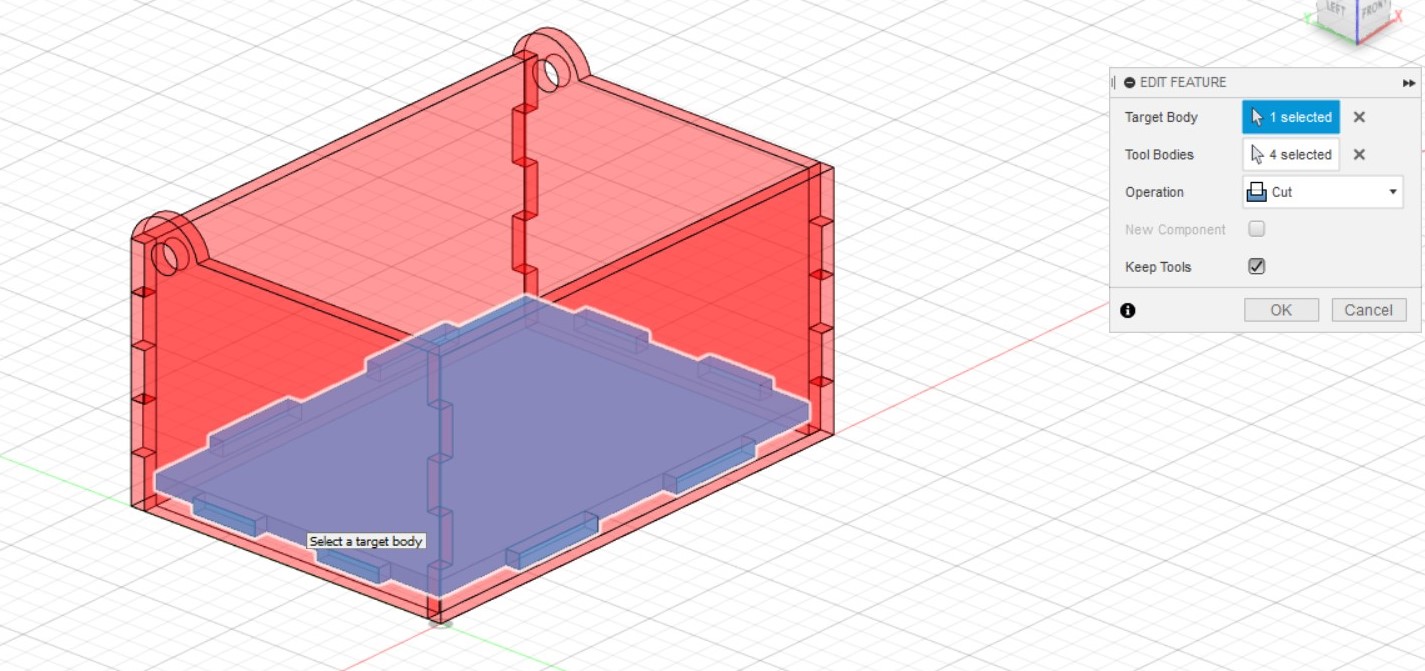 LEFT
FRONT
Y
X
EDIT FEATURE
Target Body 1 selected
Tool Bodies 4 selected
Operation Cut
New Component
Keep Tools
OK Cancel
Select a target body